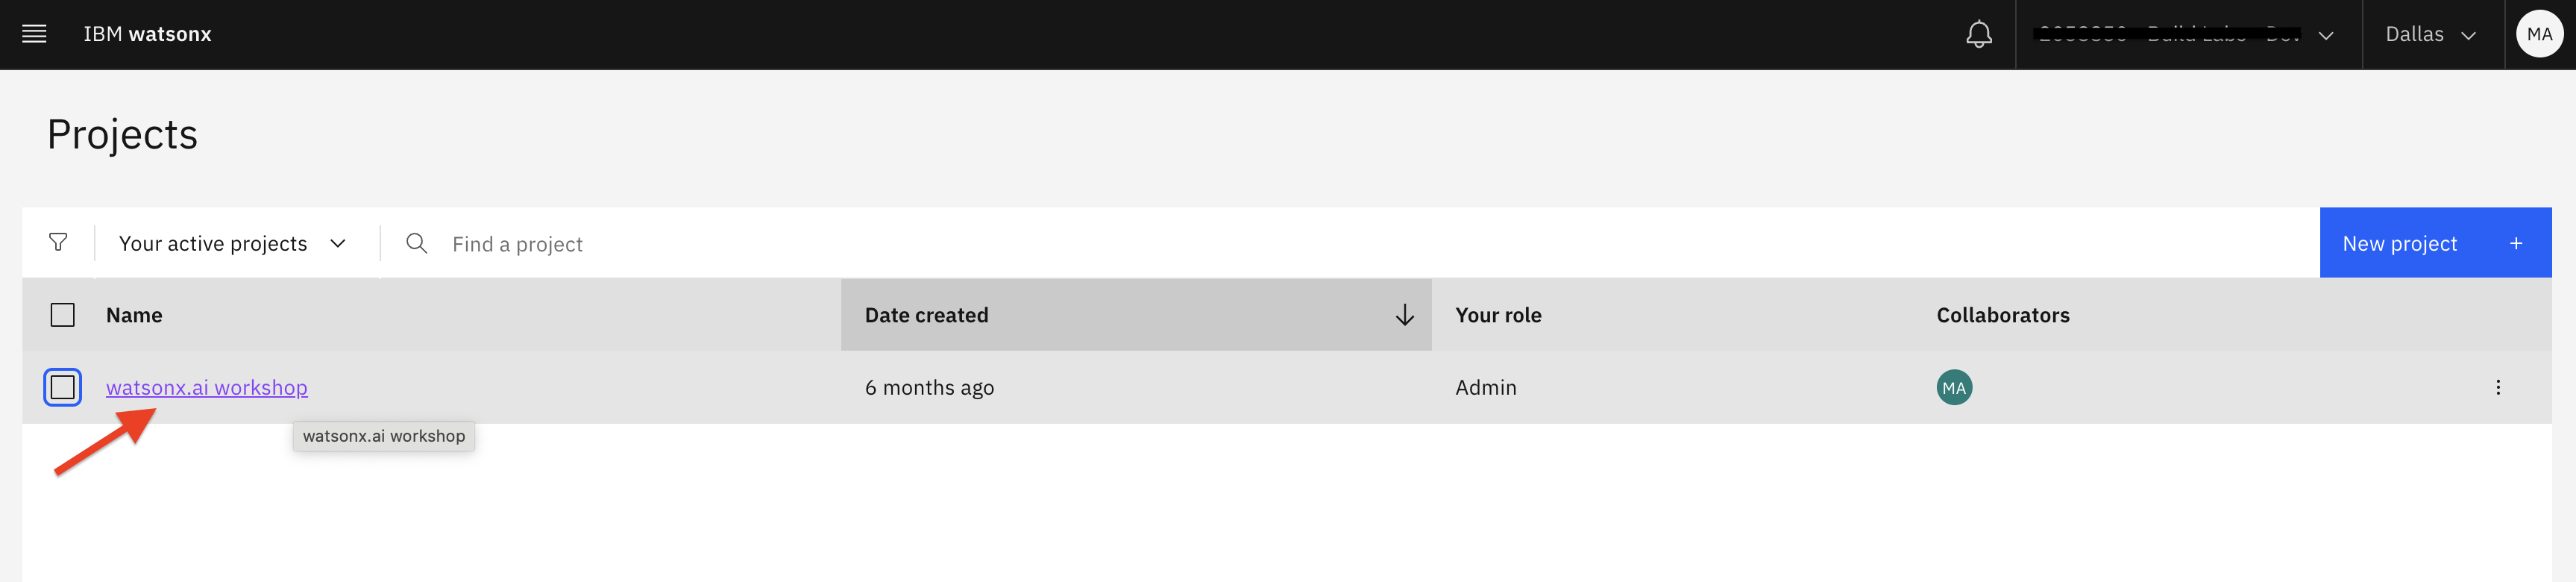 IBM watsonx
Dallas
MA
Projects
Your active projects
Find a project
New project +
Name
Date created
Your role
Collaborators
watsonx.ai workshop
6 months ago
Admin
MA
watsonx.ai workshop